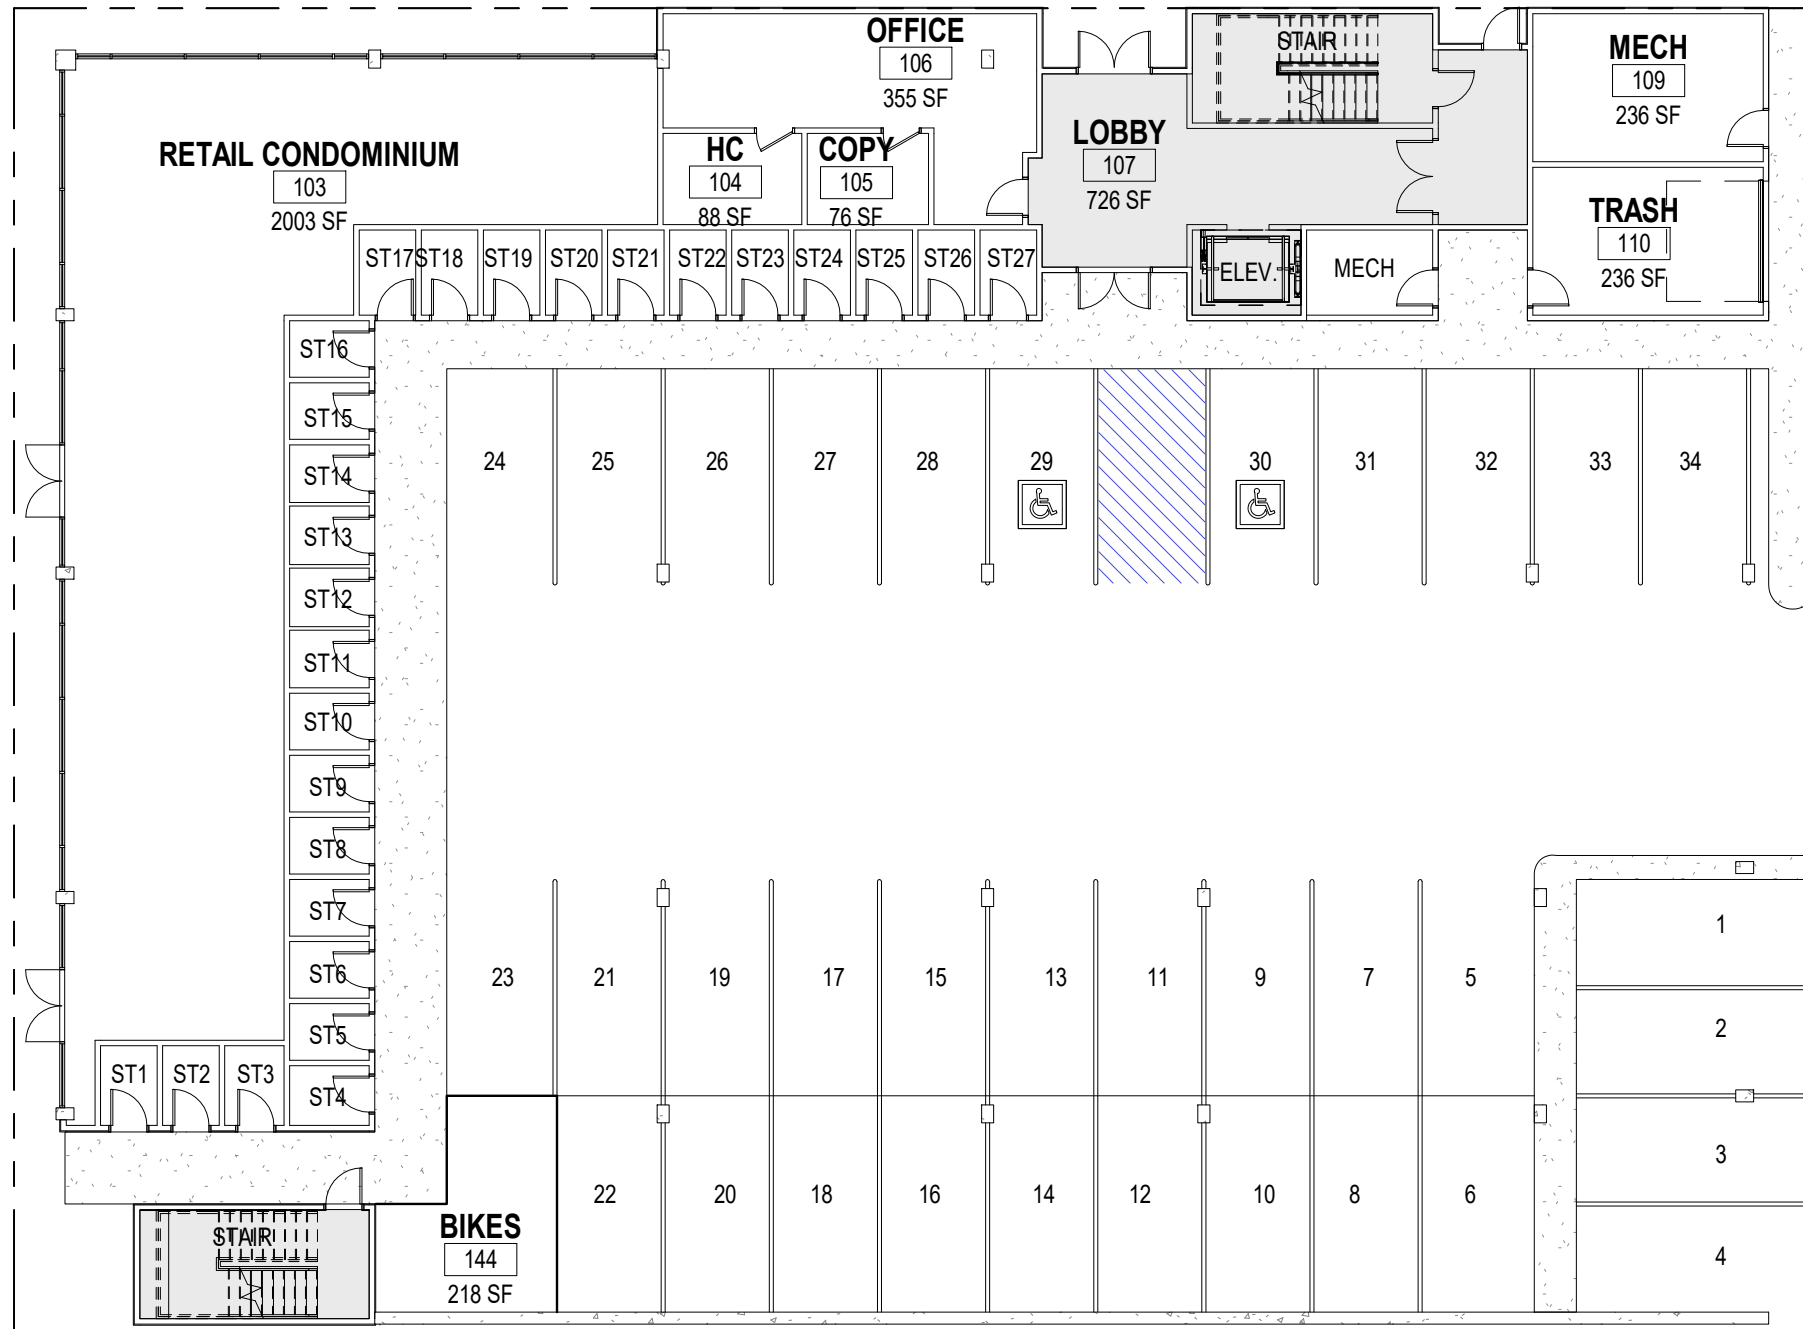 OFFICE
106
355 SF
STAIR
MECH
109
236 SF
RETAIL CONDOMINIUM
103
2003 SF
HC
104
88 SF
COPY
105
76 SF
LOBBY
107
726 SF
TRASH
110
236 SF
ST17
ST18
ST19
ST20
ST21
ST22
ST23
ST24
ST25
ST26
ST27
ELEV.
MECH
ST16
ST15
ST14
ST13
ST12
ST11
ST10
ST9
ST8
ST7
ST6
ST5
ST4
24
25
26
27
28
29
30
31
32
33
34
23
21
19
17
15
13
11
9
7
5
1
2
3
4
ST1
ST2
ST3
22
20
18
16
14
12
10
8
6
STAIR
BIKES
144
218 SF